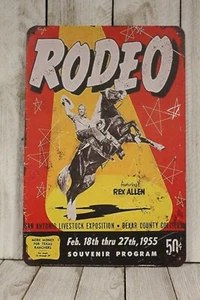 RODEO
featuring
REX ALLEN
SAN ANTONIO LIVESTOCK EXPOSITION • BEXAR COUNTY COLISEUM
MORE MONEY
FOR TEXAS
RANCHERS
Feb. 18th thru 27th, 1955
50¢
SOUVENIR PROGRAM